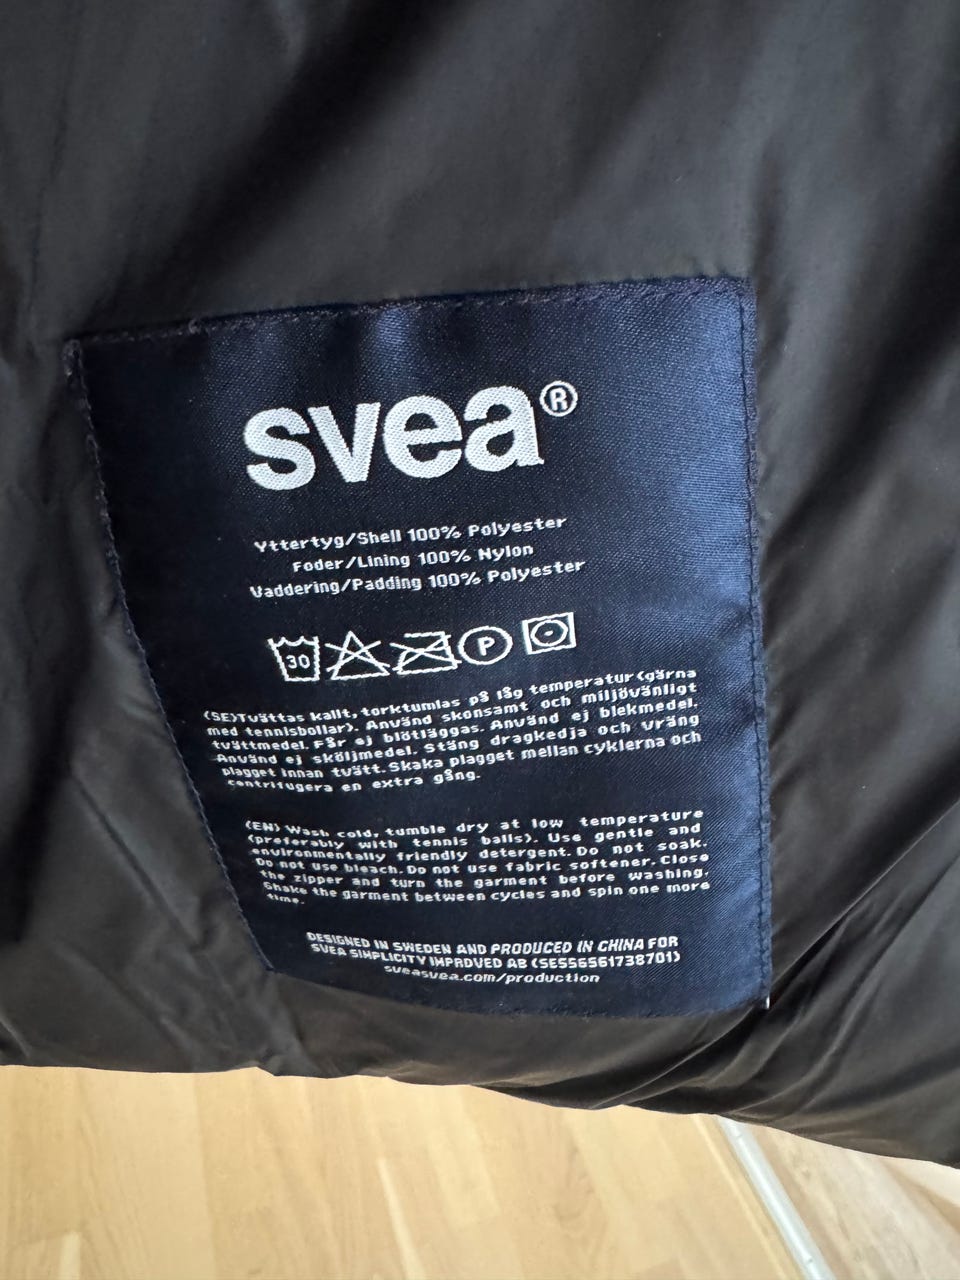 svea®
Yttertyg/Shell 100% Polyester
Foder/Lining 100% Nylon
Vaddering/Padding 100% Polyester
30 P
(SE)Tvättas kallt, torktumlas på låg temperatur (gärna
med tennisbollar). Använd skonsamt och miljövänligt
tvättmedel. Får ej blötläggas. Använd ej blekmedel.
Använd ej sköljmedel. Stäng dragkedja och vräng
plagget innan tvätt. Skaka plagget mellan cyklerna och
centrifugera en extra gång.
(EN) Wash cold, tumble dry at low temperature
(preferably with tennis balls). Use gentle and
environmentally friendly detergent. Do not soak.
Do not use bleach. Do not use fabric softener. Close
the zipper and turn the garment before washing.
Shake the garment between cycles and spin one more
time.
DESIGNED IN SWEDEN AND PRODUCED IN CHINA FOR
SVEA SIMPLICITY IMPROVED AB (SE556561738701)
sveasvea.com/production